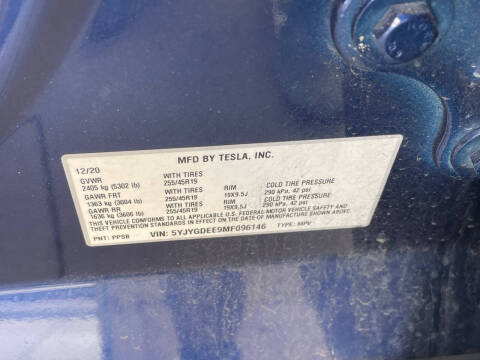 MFD BY TESLA, INC.
12/20
GVWR WITH TIRES
2405 kg (5302 lb) 255/45R19 RIM COLD TIRE PRESSURE
GAWR FRT WITH TIRES 19X9.5J 290 kPa, 42 psi
1363 kg (3004 lb) 255/45R19 RIM COLD TIRE PRESSURE
GAWR RR WITH TIRES 19X9.5J 290 kPa, 42 psi
1636 kg (3606 lb) 255/45R19
THIS VEHICLE CONFORMS TO ALL APPLICABLE U.S. FEDERAL MOTOR VEHICLE SAFETY AND
THEFT PREVENTION STANDARDS IN EFFECT ON THE DATE OF MANUFACTURE SHOWN ABOVE.
PNT: PPSB VIN: 5YJYGDEE9MF096146 TYPE: MPV